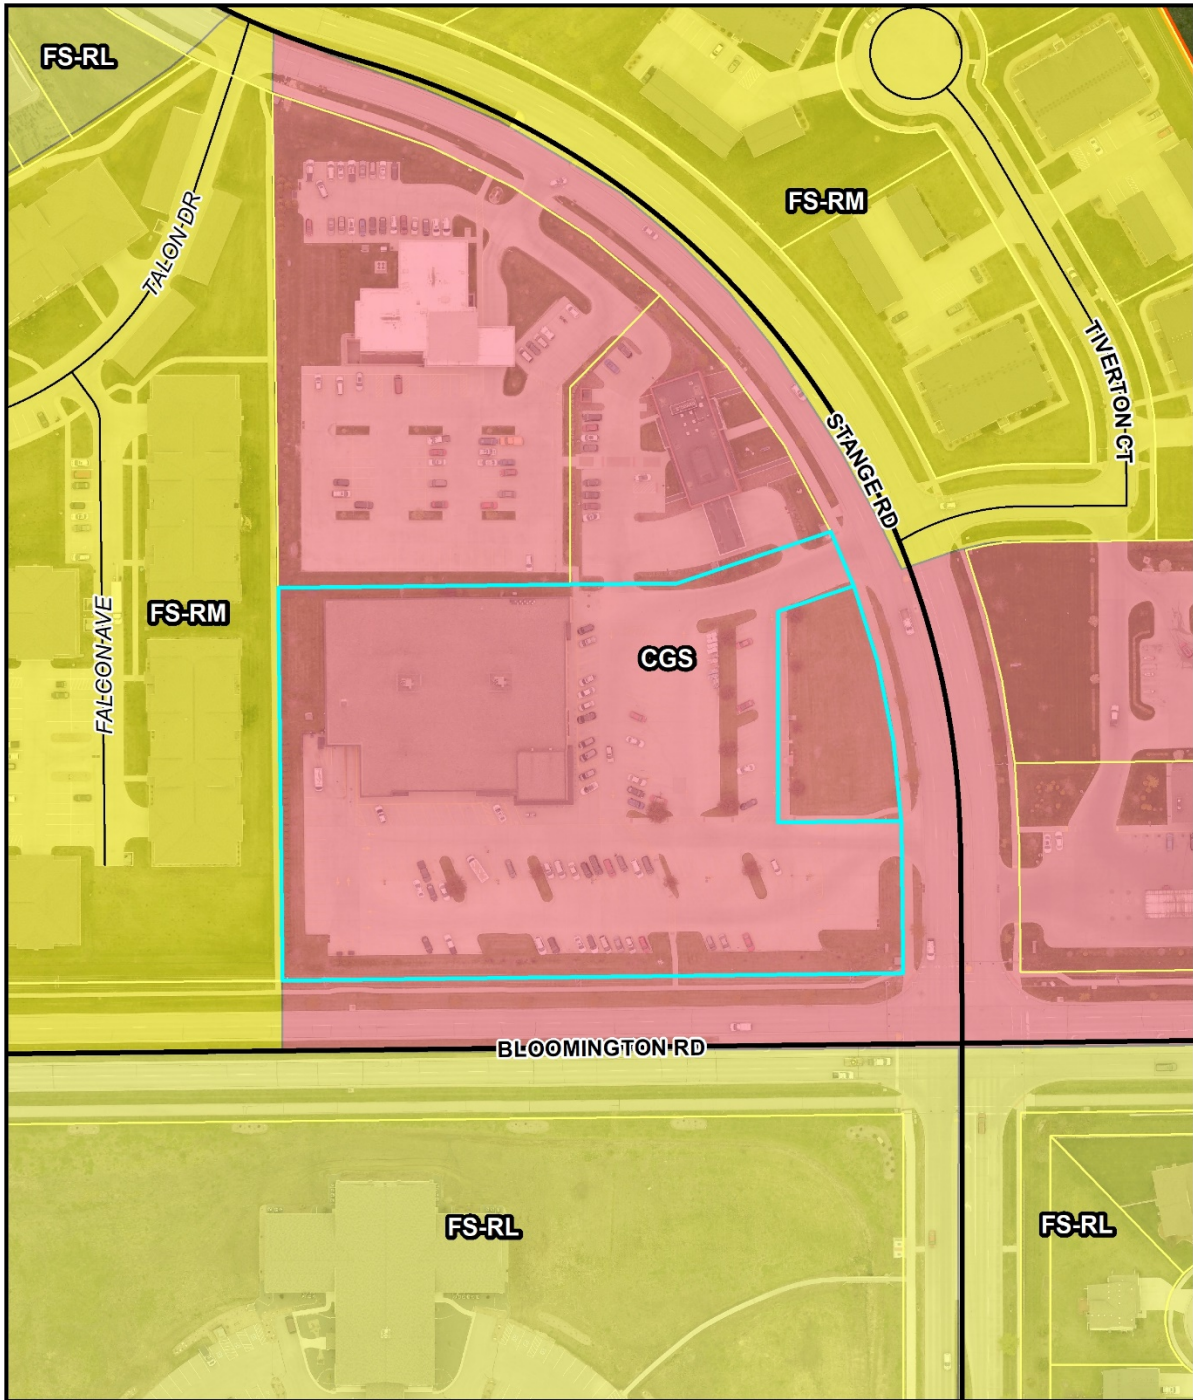 FS-RL
FS-RM
TALON DR
TIVERTON CT
STANGE RD
FS-RM
FALCON AVE
CGS
BLOOMINGTON RD
FS-RL
FS-RL